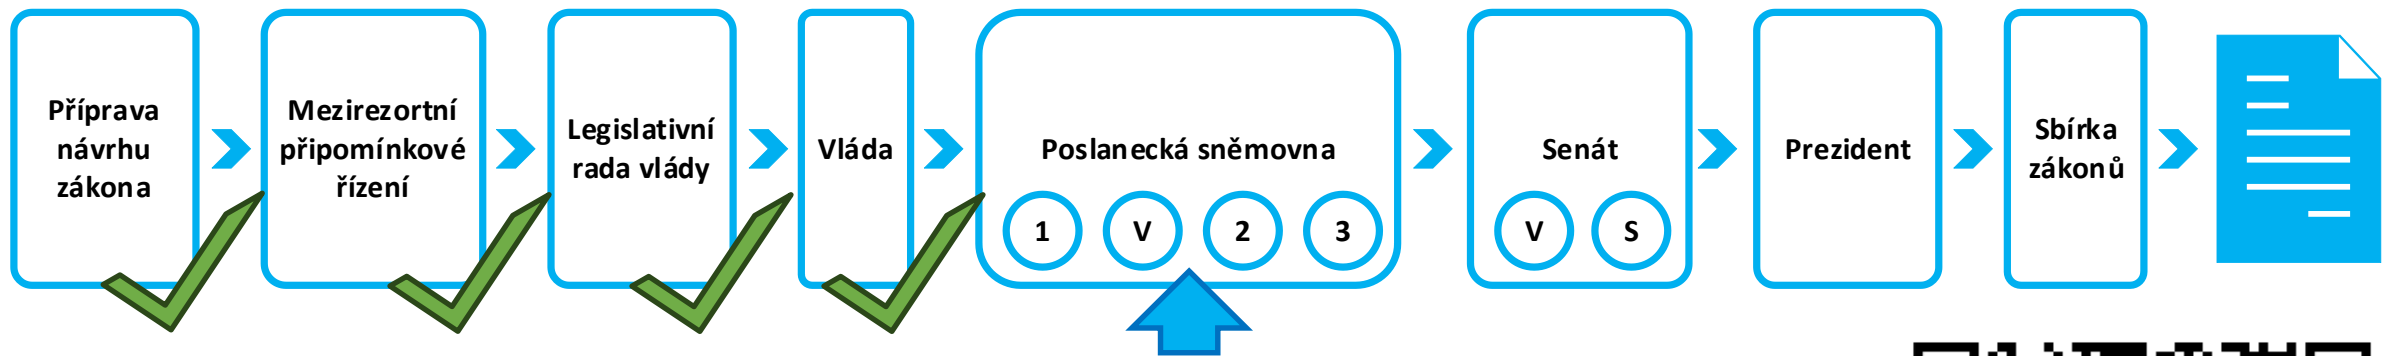 Příprava
návrhu
zákona
Mezirezortní
připomínkové
řízení
Legislativní
rada vlády
Vláda
Poslanecká sněmovna
1 V 2 3
Senát
V S
Prezident
Sbírka
zákonů